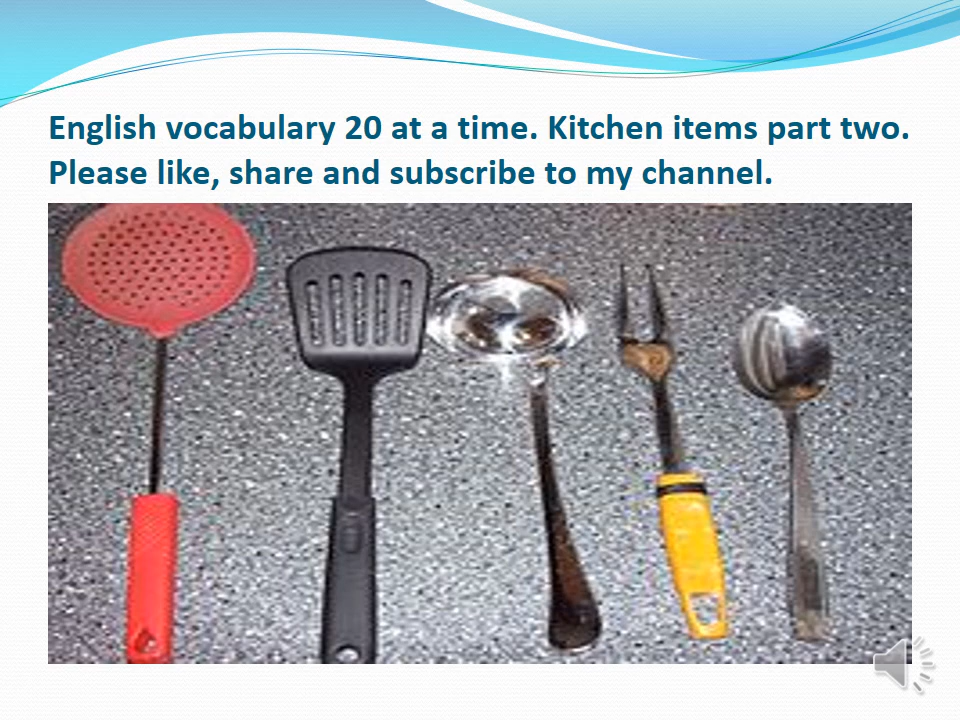 English vocabulary 20 at a time. Kitchen items part two.
Please like, share and subscribe to my channel.